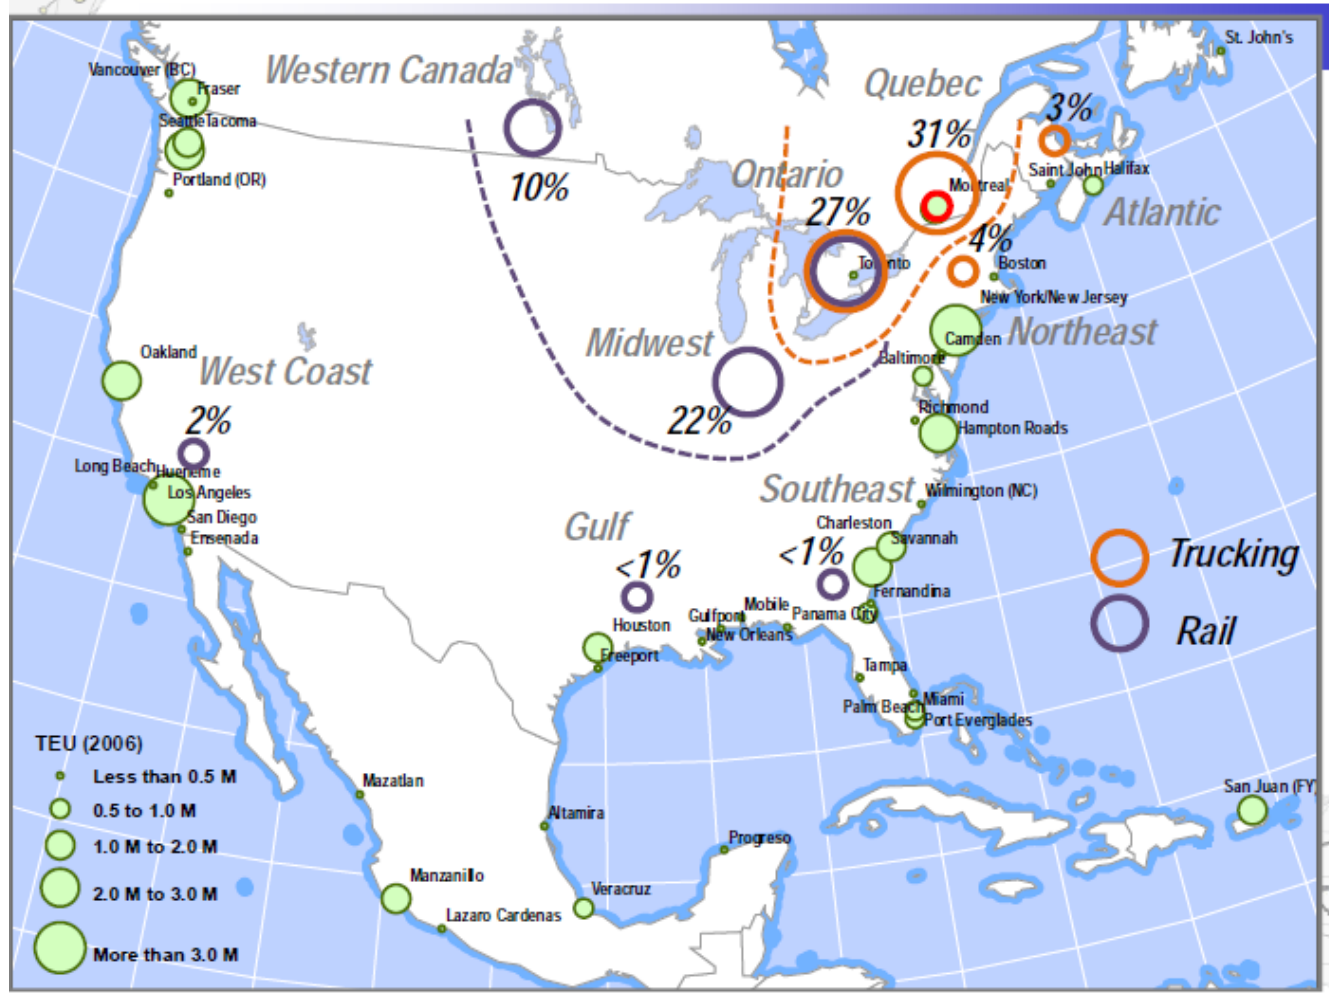 St. John's
Vancouver (BC)
Western Canada
Quebec
Fraser
3%
Seattle Tacoma
31%
10%
Ontario
Portland (OR)
Montreal
Saint John
Halifax
27%
Atlantic
4%
Toronto
Boston
New York/New Jersey
Northeast
Camden
Midwest
Oakland
West Coast
Baltimore
2%
22%
Richmond
Hampton Roads
Long Beach
Hueneme
Los Angeles
Southeast
Wilmington (NC)
San Diego
Gulf
Charleston
Ensenada
<1%
<1%
Savannah
Trucking
Fernandina
Gulfport
Mobile
Panama City
Houston
New Orleans
Rail
Freeport
Tampa
Miami
Palm Beach
Port Everglades
TEU (2006)
Less than 0.5 M
0.5 to 1.0 M
1.0 M to 2.0 M
2.0 M to 3.0 M
More than 3.0 M
Mazatlan
San Juan (FY)
Altamira
Progreso
Manzanillo
Veracruz
Lazaro Cardenas